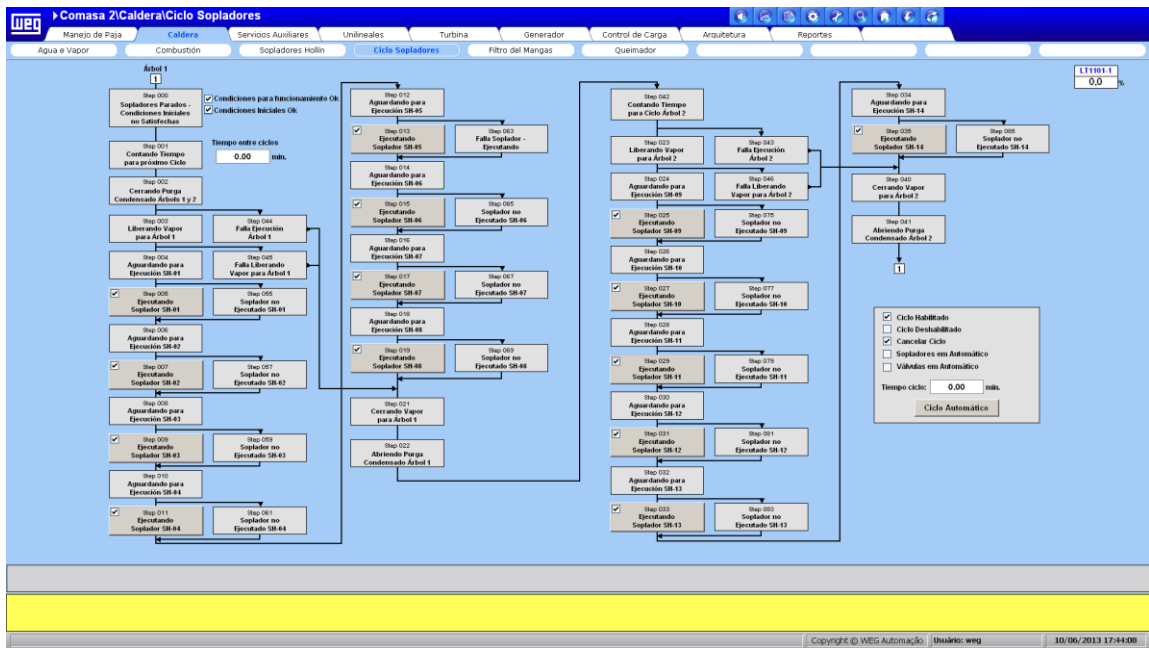 weg
Comasa 2\Caldera\Ciclo Sopladores
Manejo de Paja
Caldera
Servicios Auxiliares
Unilineales
Turbina
Generador
Control de Carga
Arquitetura
Reportes
Agua e Vapor
Combustión
Sopladores Hollín
Ciclo Sopladores
Filtro del Mangas
Queimador
Árbol 1
1
Step 000
Sopladores Parados -
Condiciones Iniciales
no Satisfechas
Condiciones para funcionamiento Ok
Condiciones Iniciales Ok
Step 001
Contando Tiempo
para próximo Ciclo
Tiempo entre ciclos
0.00 min.
Step 002
Cerrando Purga
Condensado Árbols 1 y 2
Step 003
Liberando Vapor
para Árbol 1
Step 044
Falla Ejecución
Árbol 1
Step 004
Aguardando para
Ejecución SH-01
Step 045
Falla Liberando
Vapor para Árbol 1
Step 005
Ejecutando
Soplador SH-01
Step 055
Soplador no
Ejecutado SH-01
Step 006
Aguardando para
Ejecución SH-02
Step 007
Ejecutando
Soplador SH-02
Step 057
Soplador no
Ejecutado SH-02
Step 008
Aguardando para
Ejecución SH-03
Step 009
Ejecutando
Soplador SH-03
Step 059
Soplador no
Ejecutado SH-03
Step 010
Aguardando para
Ejecución SH-04
Step 011
Ejecutando
Soplador SH-04
Step 061
Soplador no
Ejecutado SH-04
Step 012
Aguardando para
Ejecución SH-05
Step 013
Ejecutando
Soplador SH-05
Step 063
Falla Soplador -
Ejecutando
Step 014
Aguardando para
Ejecución SH-06
Step 015
Ejecutando
Soplador SH-06
Step 065
Soplador no
Ejecutado SH-06
Step 016
Aguardando para
Ejecución SH-07
Step 017
Ejecutando
Soplador SH-07
Step 067
Soplador no
Ejecutado SH-07
Step 018
Aguardando para
Ejecución SH-08
Step 019
Ejecutando
Soplador SH-08
Step 069
Soplador no
Ejecutado SH-08
Step 021
Cerrando Vapor
para Árbol 1
Step 022
Abriendo Purga
Condensado Árbol 1
Step 042
Contando Tiempo
para Ciclo Árbol 2
Step 023
Liberando Vapor
para Árbol 2
Step 043
Falla Ejecución
Árbol 2
Step 024
Aguardando para
Ejecución SH-09
Step 046
Falla Liberando
Vapor para Árbol 2
Step 025
Ejecutando
Soplador SH-09
Step 075
Soplador no
Ejecutado SH-09
Step 026
Aguardando para
Ejecución SH-10
Step 027
Ejecutando
Soplador SH-10
Step 077
Soplador no
Ejecutado SH-10
Step 028
Aguardando para
Ejecución SH-11
Step 029
Ejecutando
Soplador SH-11
Step 079
Soplador no
Ejecutado SH-11
Step 030
Aguardando para
Ejecución SH-12
Step 031
Ejecutando
Soplador SH-12
Step 081
Soplador no
Ejecutado SH-12
Step 032
Aguardando para
Ejecución SH-13
Step 033
Ejecutando
Soplador SH-13
Step 083
Soplador no
Ejecutado SH-13
Step 034
Aguardando para
Ejecución SH-14
Step 035
Ejecutando
Soplador SH-14
Step 085
Soplador no
Ejecutado SH-14
Step 040
Cerrando Vapor
para Árbol 2
Step 041
Abriendo Purga
Condensado Árbol 2
1
LT1101-1
0,0 %
Ciclo Habilitado
Ciclo Deshabilitado
Cancelar Ciclo
Sopladores em Automático
Válvulas em Automático
Tiempo ciclo: 0.00 min.
Ciclo Automático
Copyright © WEG Automação
Usuário: weg
10/06/2013 17:44:08